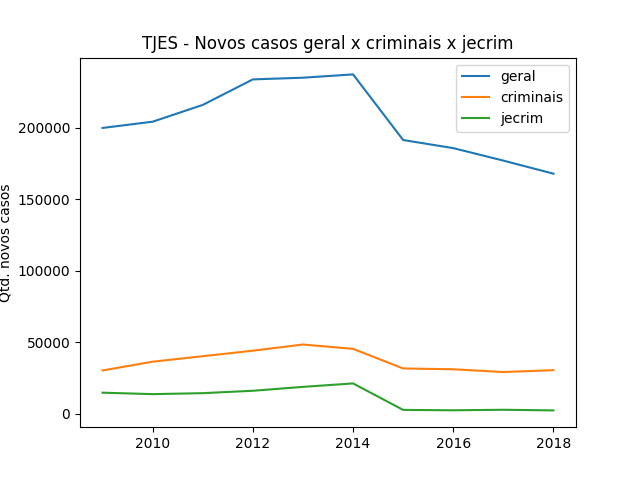 TJES - Novos casos geral x criminais x jecrim
geral
criminais
jecrim
Qtd. novos casos
200000
150000
100000
50000
0
2010
2012
2014
2016
2018